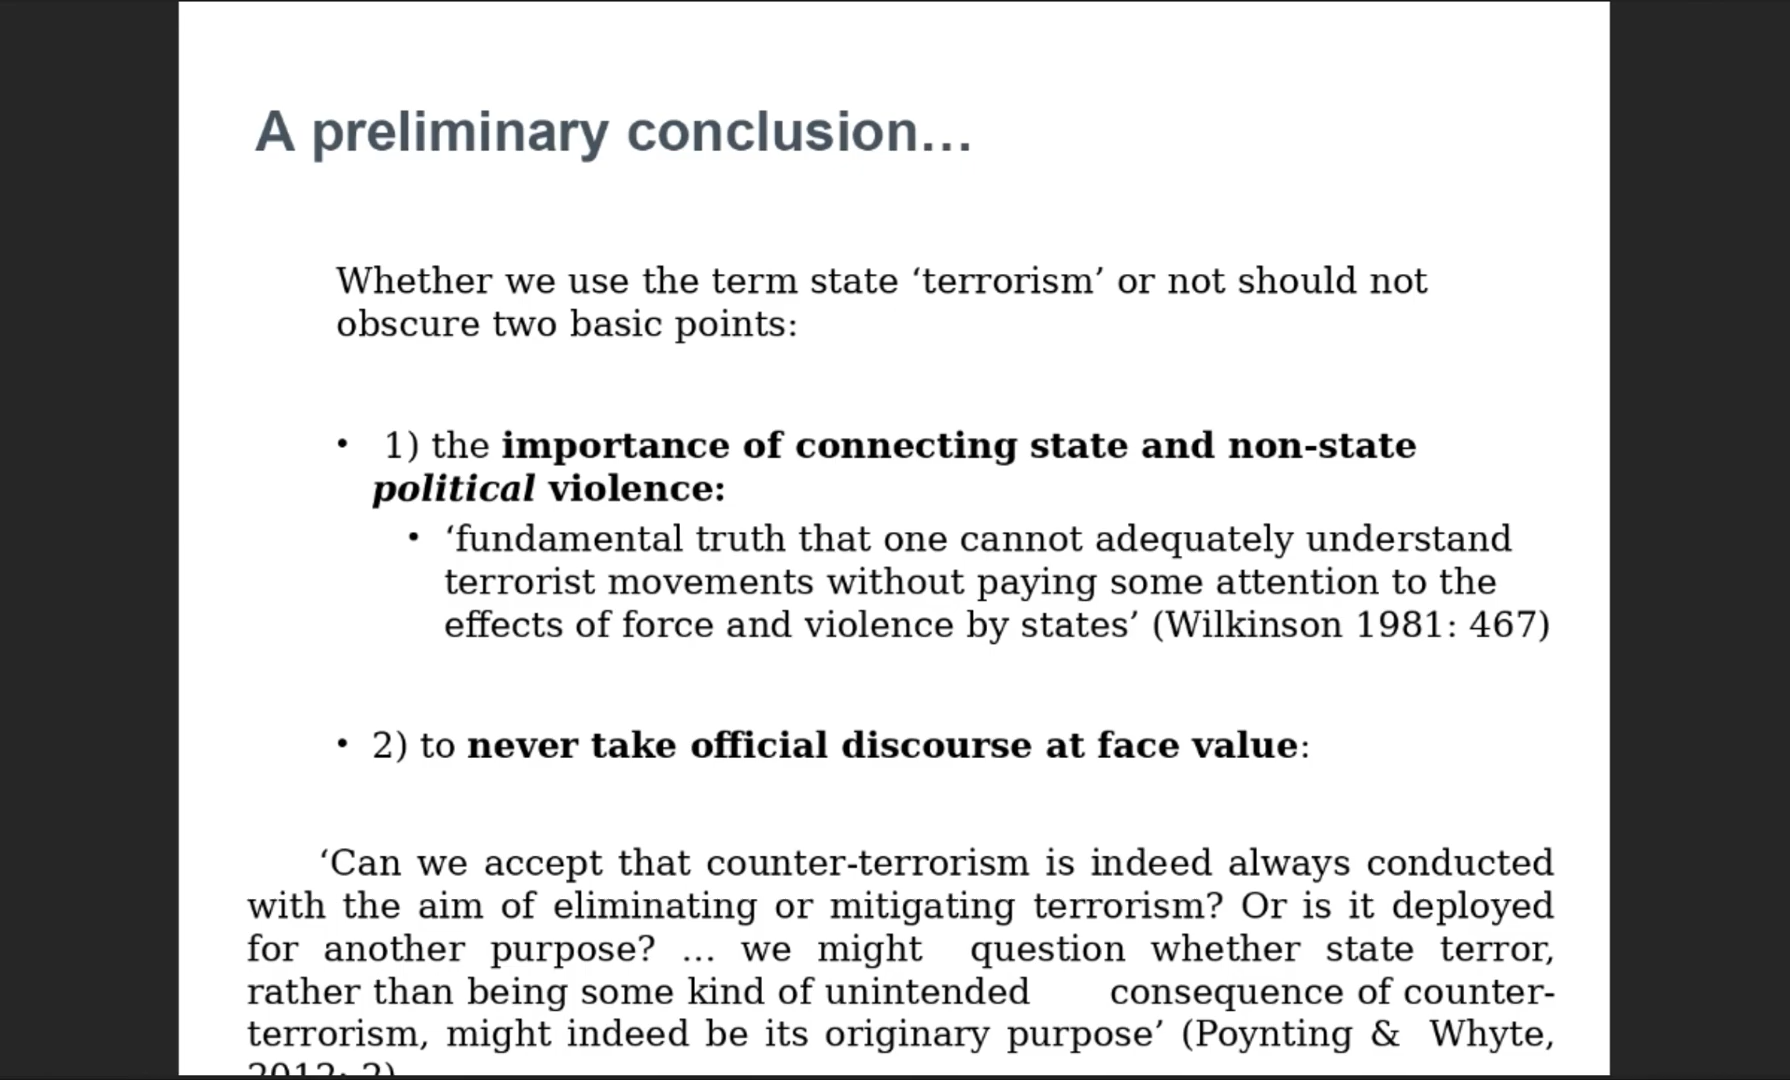 A preliminary conclusion…
Whether we use the term state ‘terrorism’ or not should not
obscure two basic points:
• 1) the importance of connecting state and non-state
political violence:
• ‘fundamental truth that one cannot adequately understand
terrorist movements without paying some attention to the
effects of force and violence by states’ (Wilkinson 1981: 467)
• 2) to never take official discourse at face value:
‘Can we accept that counter-terrorism is indeed always conducted
with the aim of eliminating or mitigating terrorism? Or is it deployed
for another purpose? … we might question whether state terror,
rather than being some kind of unintended consequence of counter-
terrorism, might indeed be its originary purpose’ (Poynting & Whyte,
2012: 2)